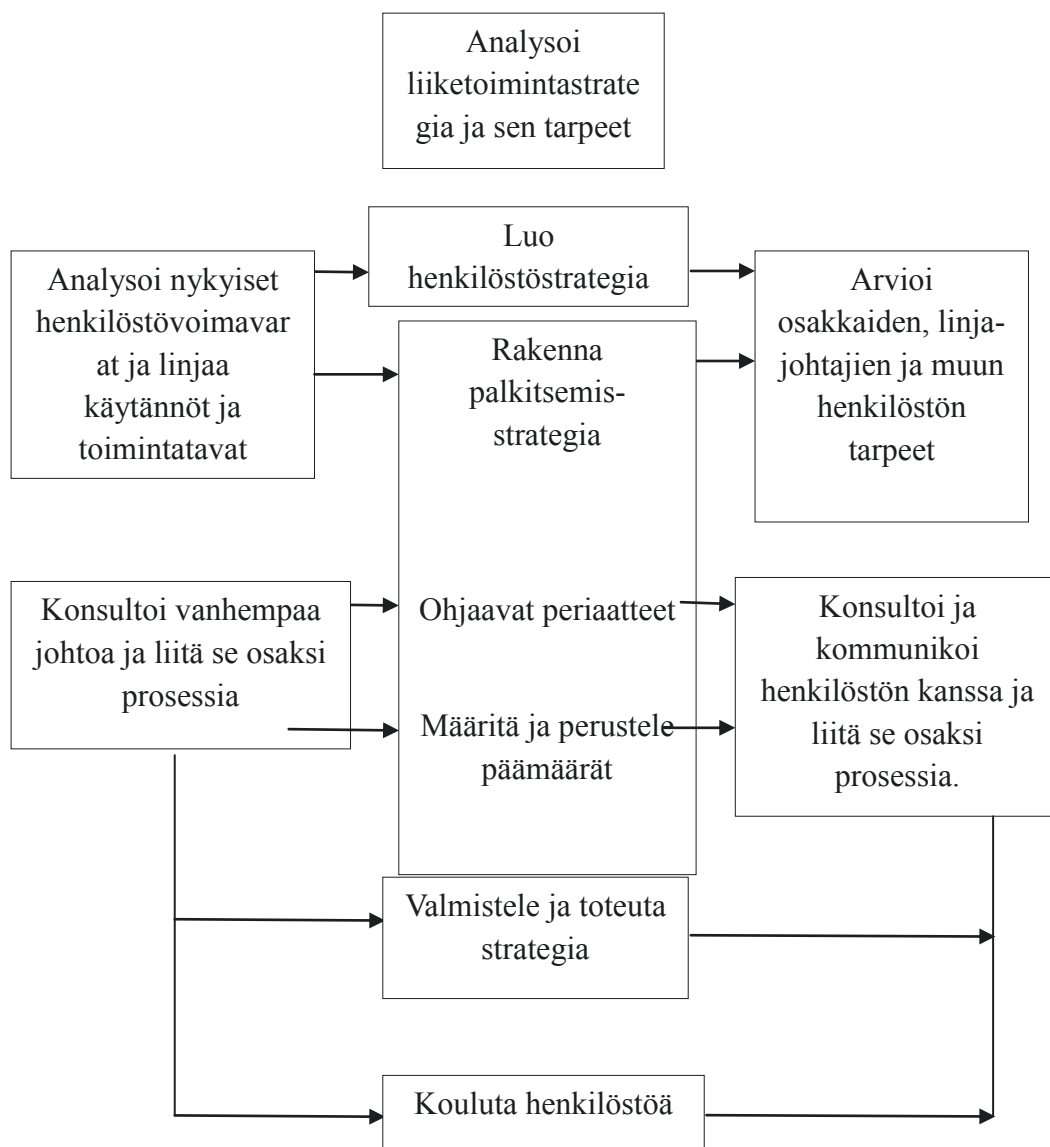 Analysoi
liiketoimintastrate
gia ja sen tarpeet
Luo
henkilöstöstrategia
Analysoi nykyiset
henkilöstövoimavar
at ja linjaa
käytännöt ja
toimintatavat
Rakenna
palkitsemis-
strategia
Arvioi
osakkaiden, linja-
johtajien ja muun
henkilöstön
tarpeet
Konsultoi vanhempaa
johtoa ja liitä se osaksi
prosessia
Ohjaavat periaatteet
Määritä ja perustele
päämäärät
Konsultoi ja
kommunikoi
henkilöstön kanssa ja
liitä se osaksi
prosessia.
Valmistele ja toteuta
strategia
Kouluta henkilöstöä